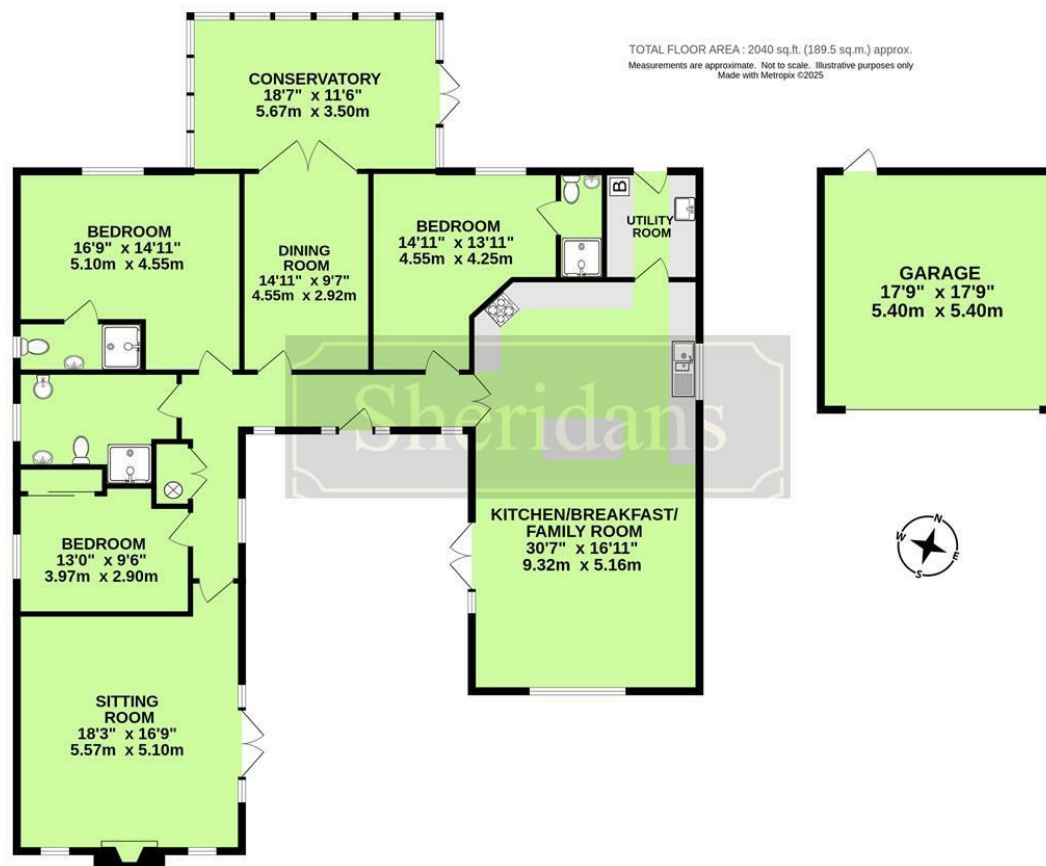 TOTAL FLOOR AREA : 2040 sq.ft. (189.5 sq.m.) approx.
Measurements are approximate. Not to scale. Illustrative purposes only
Made with Metropix ©2025
CONSERVATORY
18'7" x 11'6"
5.67m x 3.50m
BEDROOM
16'9" x 14'11"
5.10m x 4.55m
DINING
ROOM
14'11" x 9'7"
4.55m x 2.92m
BEDROOM
14'11" x 13'11"
4.55m x 4.25m
B
UTILITY
ROOM
GARAGE
17'9" x 17'9"
5.40m x 5.40m
Sheridans
KITCHEN/BREAKFAST/
FAMILY ROOM
30'7" x 16'11"
9.32m x 5.16m
BEDROOM
13'0" x 9'6"
3.97m x 2.90m
N
W
E
S
SITTING
ROOM
18'3" x 16'9"
5.57m x 5.10m